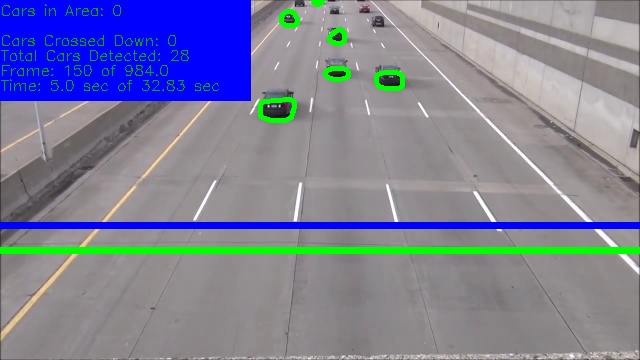 Cars in Area: 0
Cars Crossed Down: 0
Total Cars Detected: 28
Frame: 150 of 984.0
Time: 5.0 sec of 32.83 sec